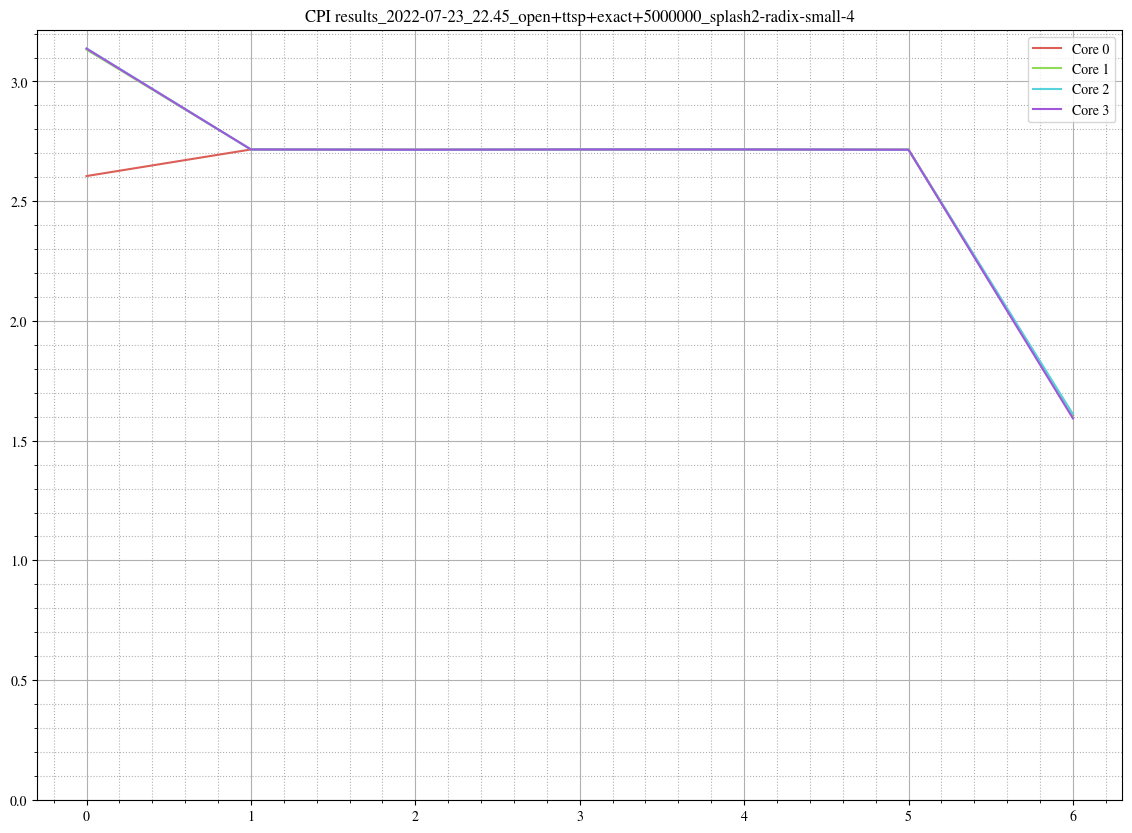 CPI results_2022-07-23_22.45_open+ttsp+exact+5000000_splash2-radix-small-4
Core 0
Core 1
Core 2
Core 3
3.0
2.5
2.0
1.5
1.0
0.5
0.0
0 1 2 3 4 5 6